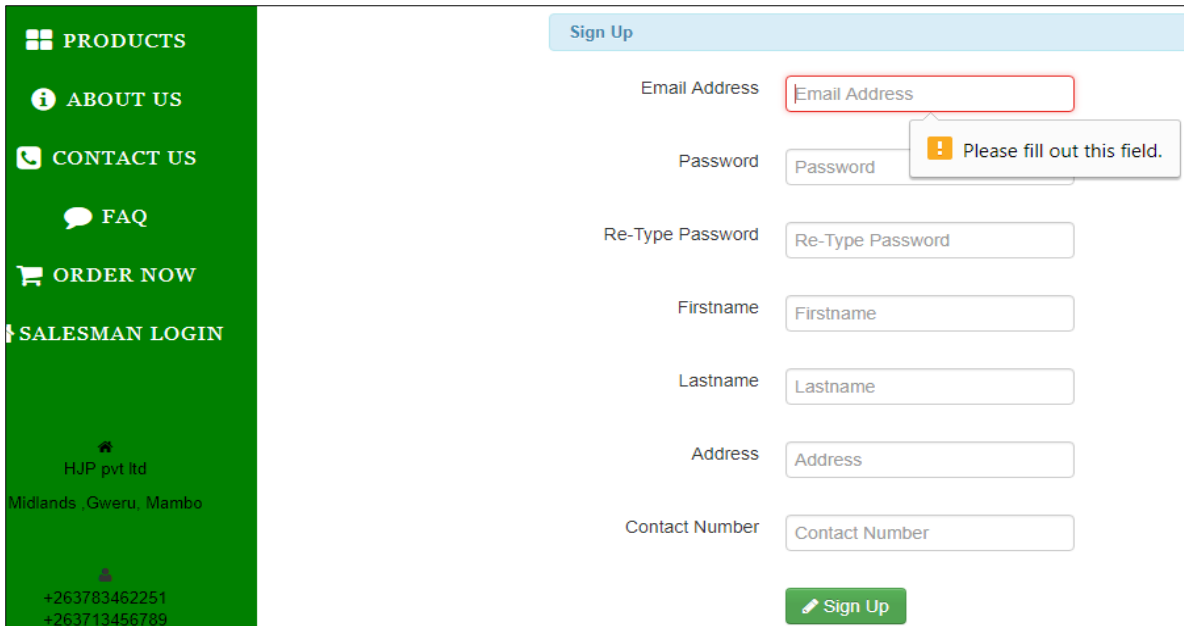 PRODUCTS
ABOUT US
CONTACT US
FAQ
ORDER NOW
SALESMAN LOGIN
HJP pvt ltd
Midlands ,Gweru, Mambo
+263783462251
+263713456789
Sign Up
Email Address
Email Address
Please fill out this field.
Password
Password
Re-Type Password
Re-Type Password
Firstname
Firstname
Lastname
Lastname
Address
Address
Contact Number
Contact Number
Sign Up